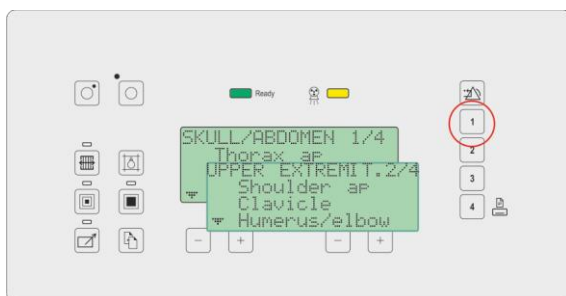 Ready
SKULL/ABDOMEN 1/4
Thorax ap
UPPER EXTREMIT.2/4
Shoulder ap
Clavicle
Humerus/elbow
1
2
3
4
- +
- +